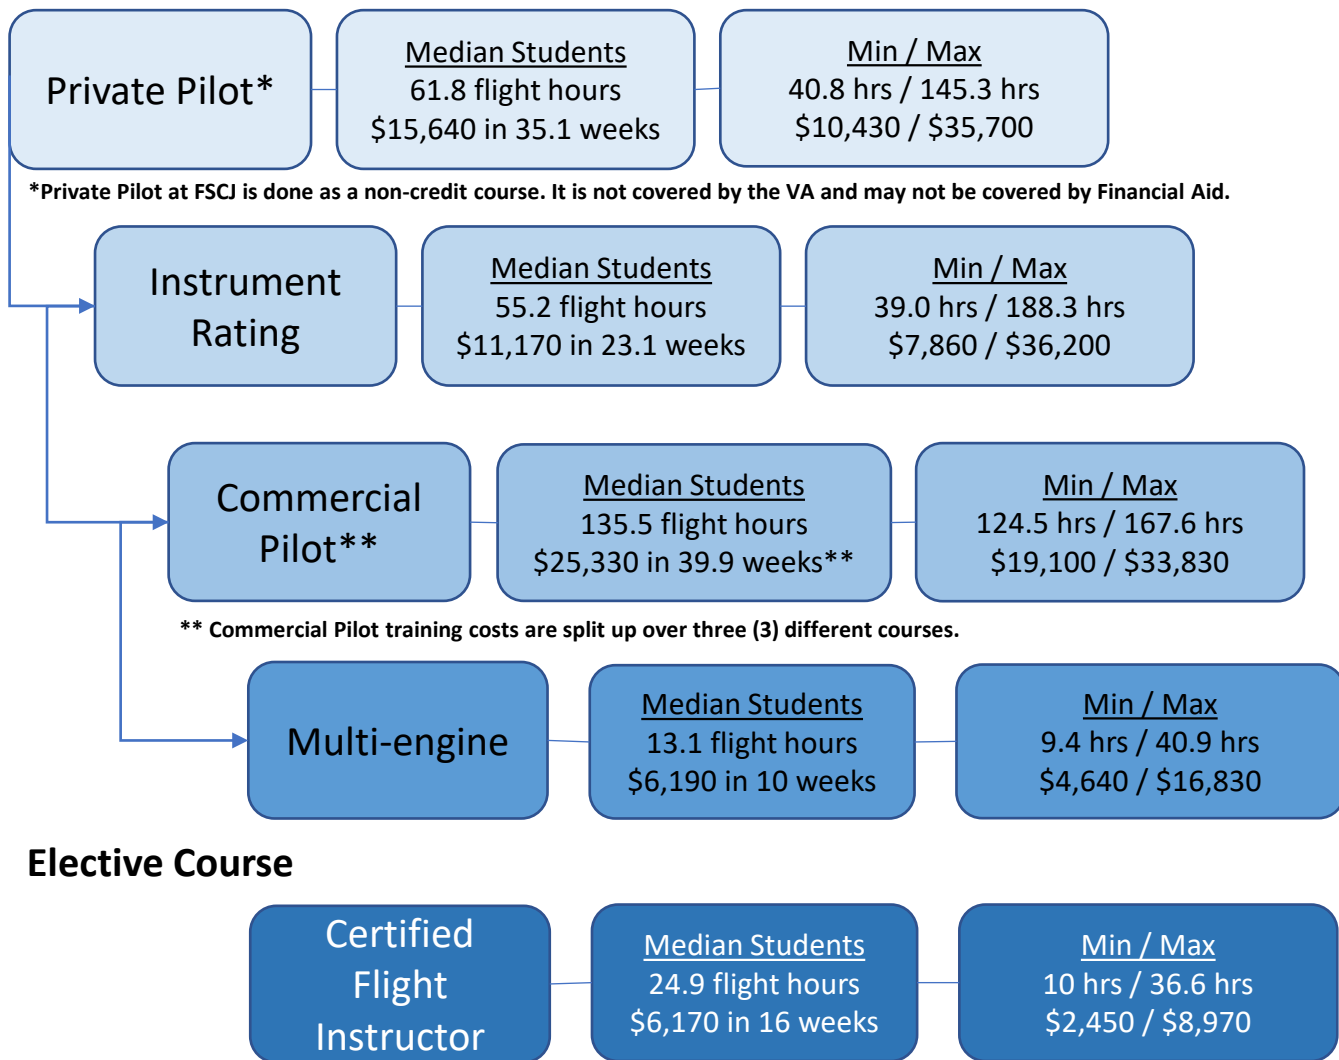 Private Pilot*
Median Students
61.8 flight hours
$15,640 in 35.1 weeks
Min / Max
40.8 hrs / 145.3 hrs
$10,430 / $35,700
*Private Pilot at FSCJ is done as a non-credit course. It is not covered by the VA and may not be covered by Financial Aid.
Instrument
Rating
Median Students
55.2 flight hours
$11,170 in 23.1 weeks
Min / Max
39.0 hrs / 188.3 hrs
$7,860 / $36,200
Commercial
Pilot**
Median Students
135.5 flight hours
$25,330 in 39.9 weeks**
Min / Max
124.5 hrs / 167.6 hrs
$19,100 / $33,830
** Commercial Pilot training costs are split up over three (3) different courses.
Multi-engine
Median Students
13.1 flight hours
$6,190 in 10 weeks
Min / Max
9.4 hrs / 40.9 hrs
$4,640 / $16,830
Elective Course
Certified
Flight
Instructor
Median Students
24.9 flight hours
$6,170 in 16 weeks
Min / Max
10 hrs / 36.6 hrs
$2,450 / $8,970